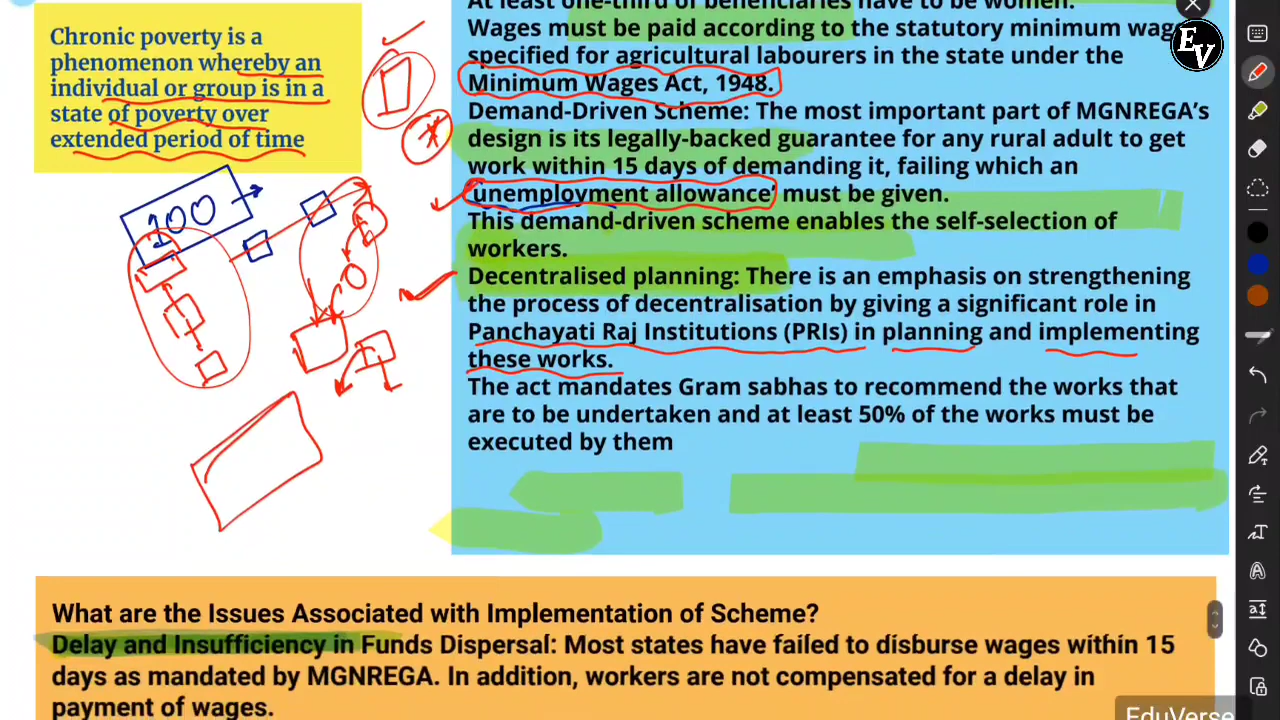 Chronic poverty is a
phenomenon whereby an
individual or group is in a
state of poverty over
extended period of time
100
At least one-third of beneficiaries have to be women.
Wages must be paid according to the statutory minimum wag
specified for agricultural labourers in the state under the
Minimum Wages Act, 1948.
Demand-Driven Scheme: The most important part of MGNREGA's
design is its legally-backed guarantee for any rural adult to get
work within 15 days of demanding it, failing which an
'unemployment allowance' must be given.
This demand-driven scheme enables the self-selection of
workers.
Decentralised planning: There is an emphasis on strengthening
the process of decentralisation by giving a significant role in
Panchayati Raj Institutions (PRIs) in planning and implementing
these works.
The act mandates Gram sabhas to recommend the works that
are to be undertaken and at least 50% of the works must be
executed by them
EV
What are the Issues Associated with Implementation of Scheme?
Delay and Insufficiency in Funds Dispersal: Most states have failed to disburse wages within 15
days as mandated by MGNREGA. In addition, workers are not compensated for a delay in
payment of wages.
EduVerse